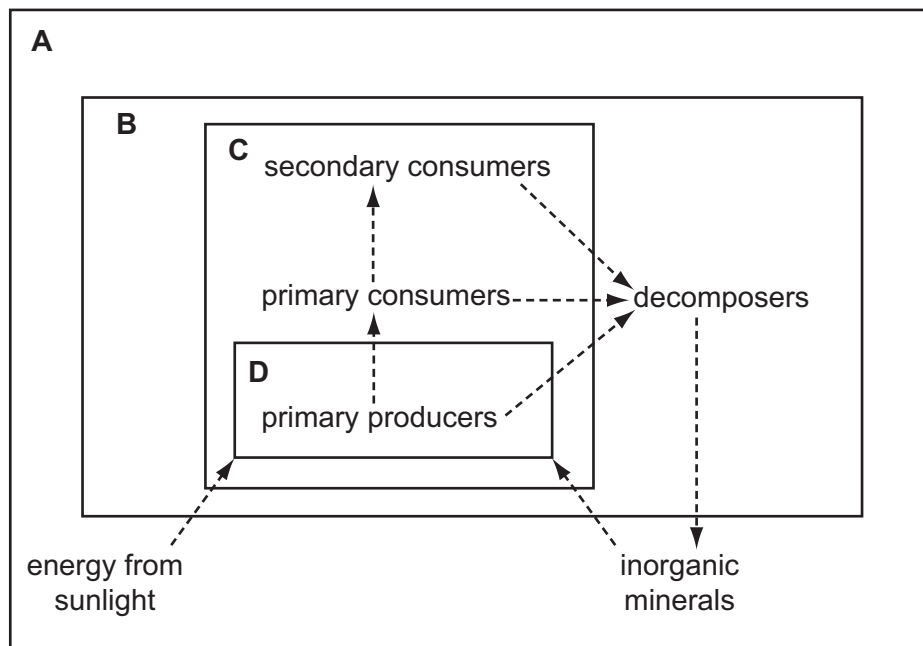 A
B
C
secondary consumers
primary consumers
decomposers
D
primary producers
energy from
sunlight
inorganic
minerals